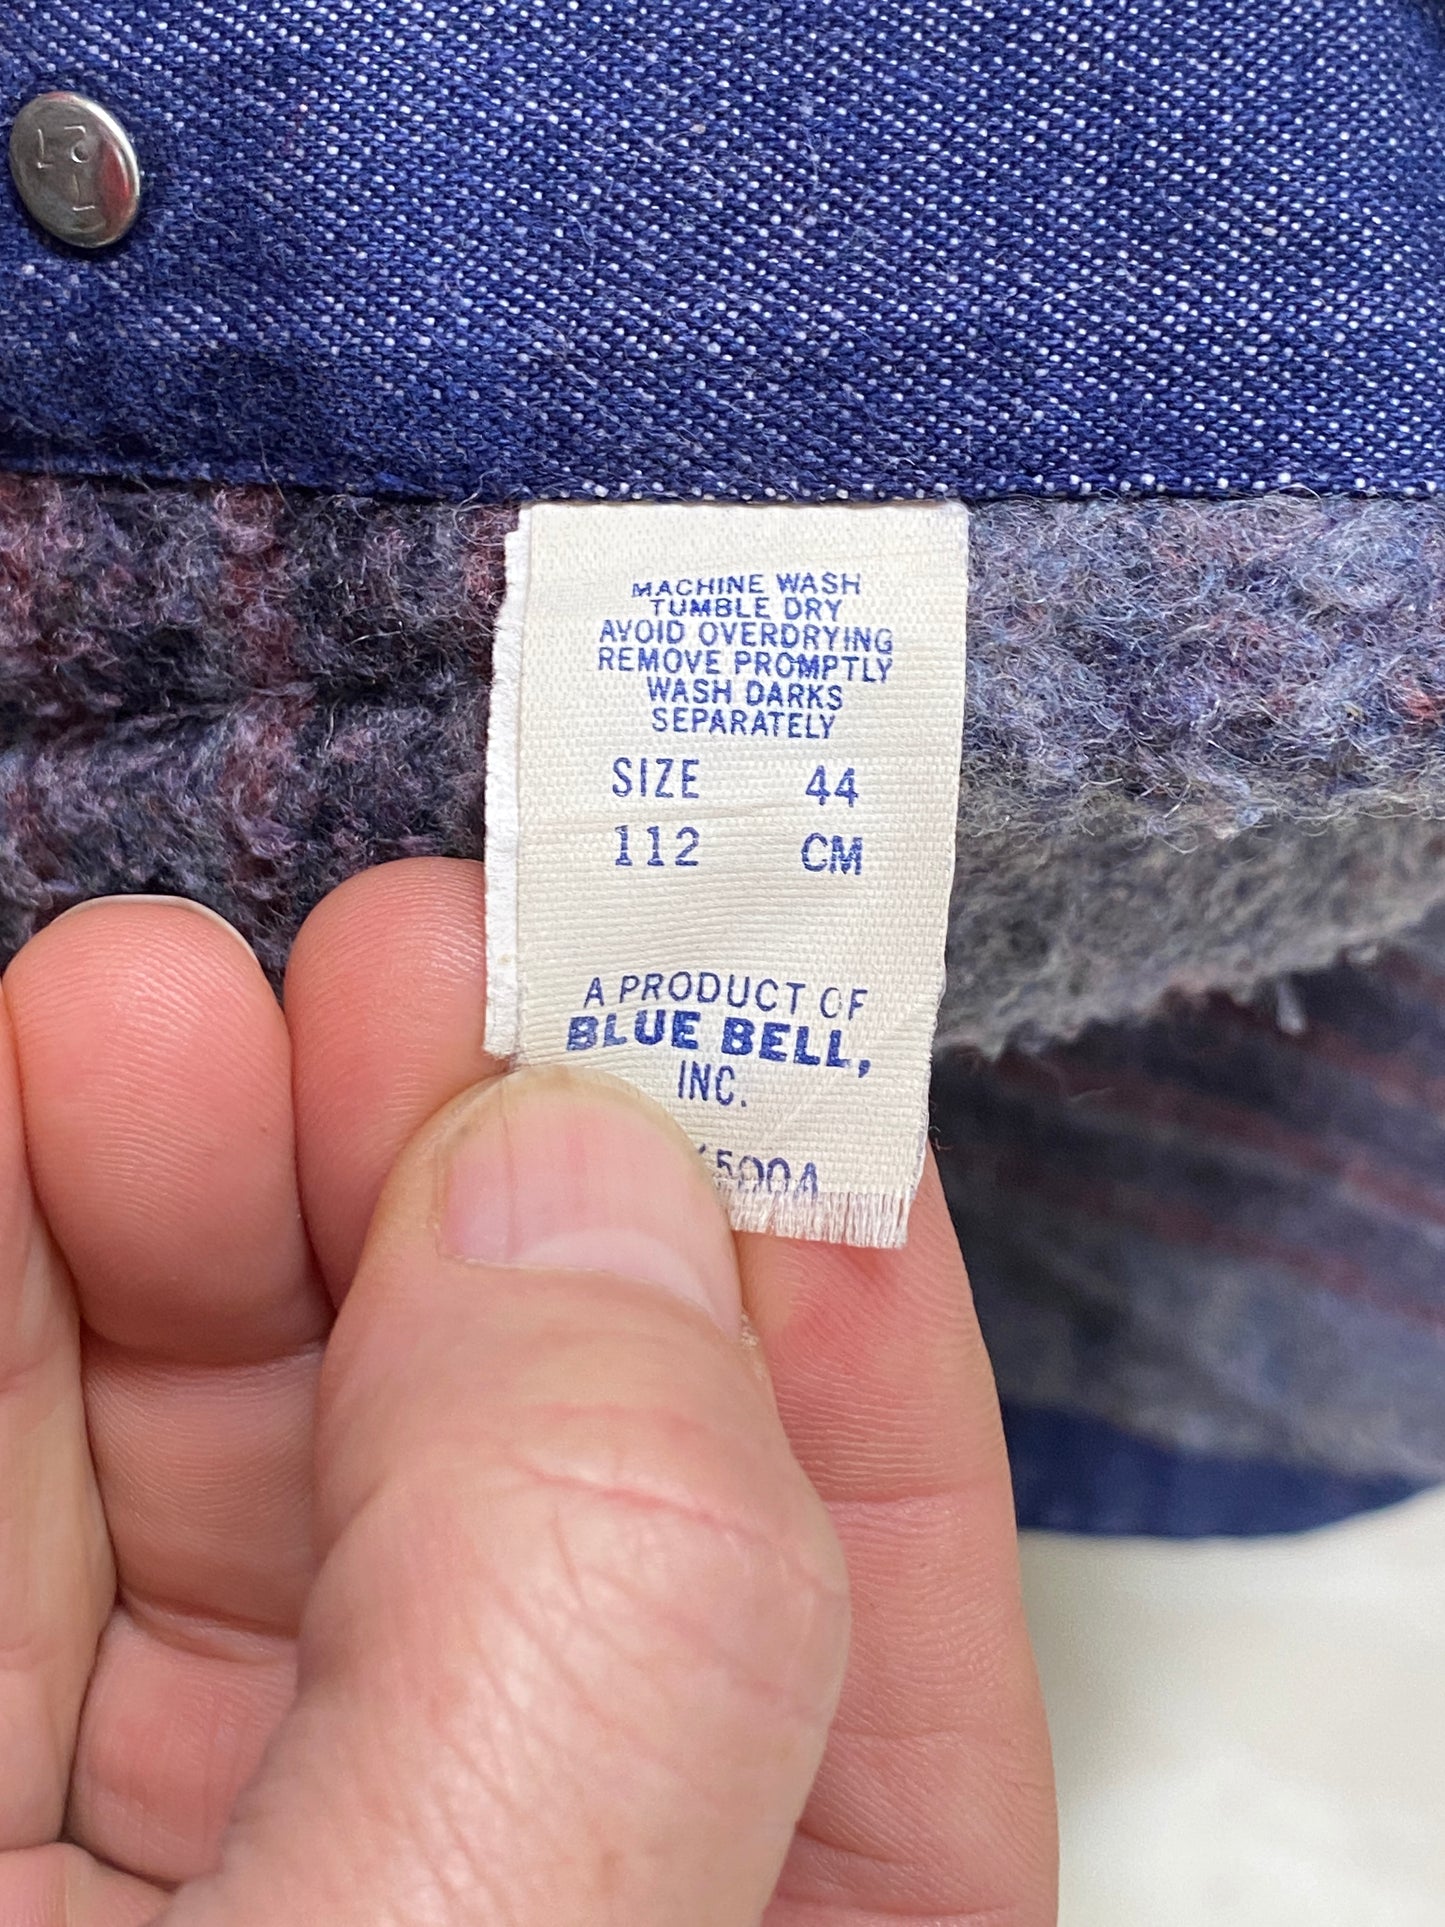 MACHINE WASH
TUMBLE DRY
AVOID OVERDRYING
REMOVE PROMPTLY
WASH DARKS
SEPARATELY
SIZE 44
112 CM
A PRODUCT OF
BLUE BELL,
INC.